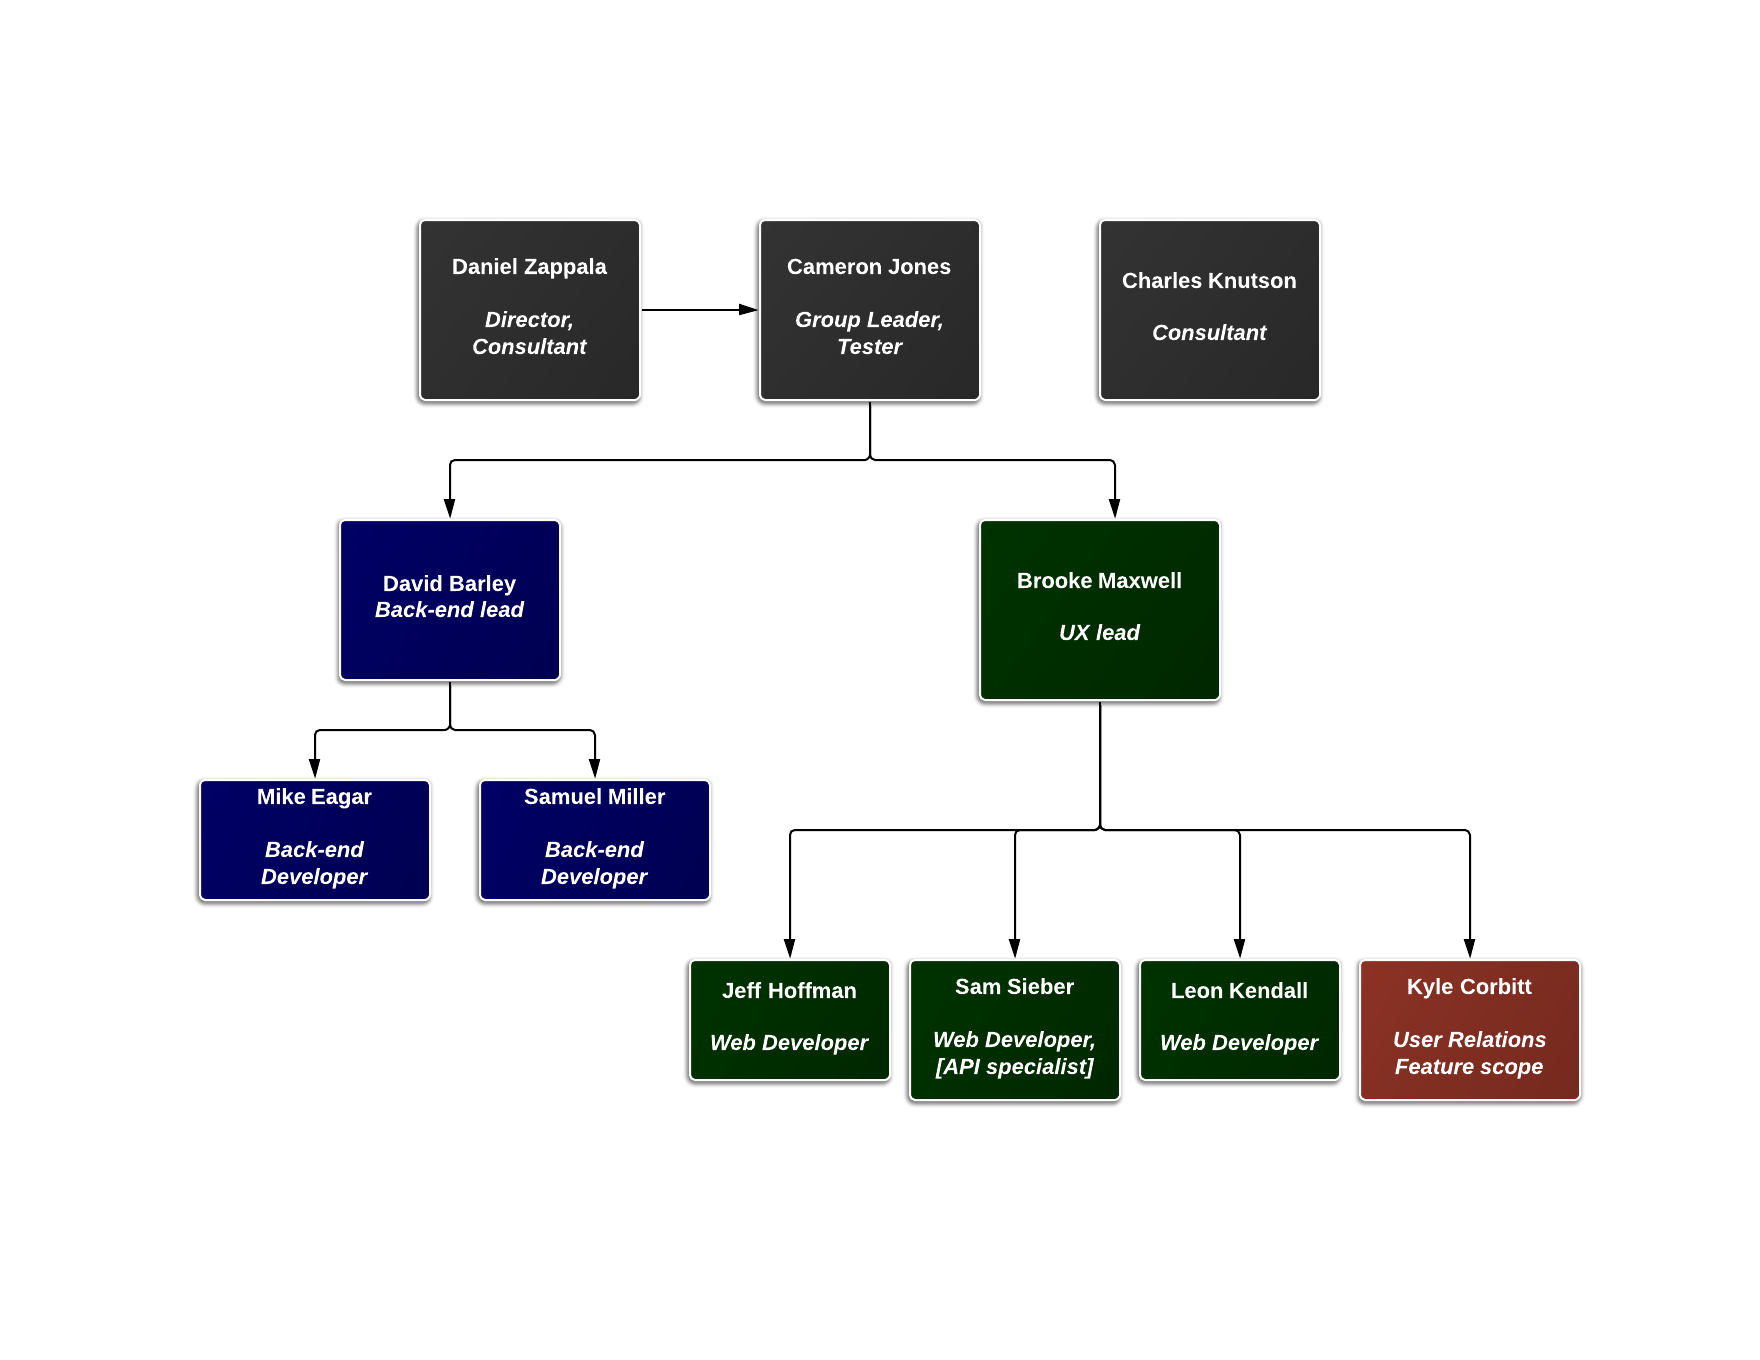 Daniel Zappala
Director,
Consultant
Cameron Jones
Group Leader,
Tester
Charles Knutson
Consultant
David Barley
Back-end lead
Brooke Maxwell
UX lead
Mike Eagar
Back-end
Developer
Samuel Miller
Back-end
Developer
Jeff Hoffman
Web Developer
Sam Sieber
Web Developer,
[API specialist]
Leon Kendall
Web Developer
Kyle Corbitt
User Relations
Feature scope